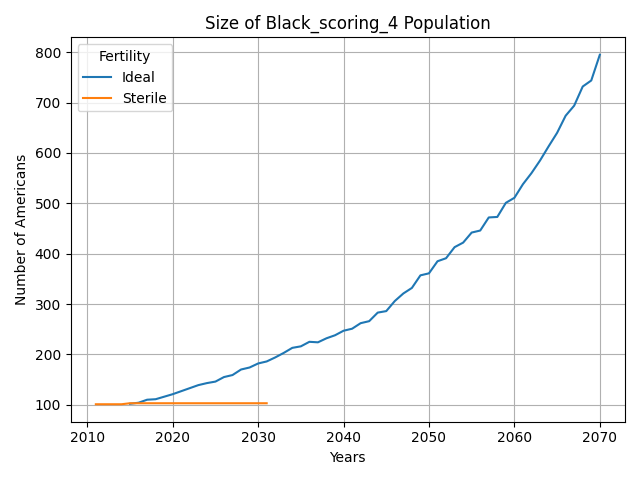 Size of Black_scoring_4 Population
Fertility
Ideal
Sterile
Number of Americans
800
700
600
500
400
300
200
100
2010 2020 2030 2040 2050 2060 2070
Years